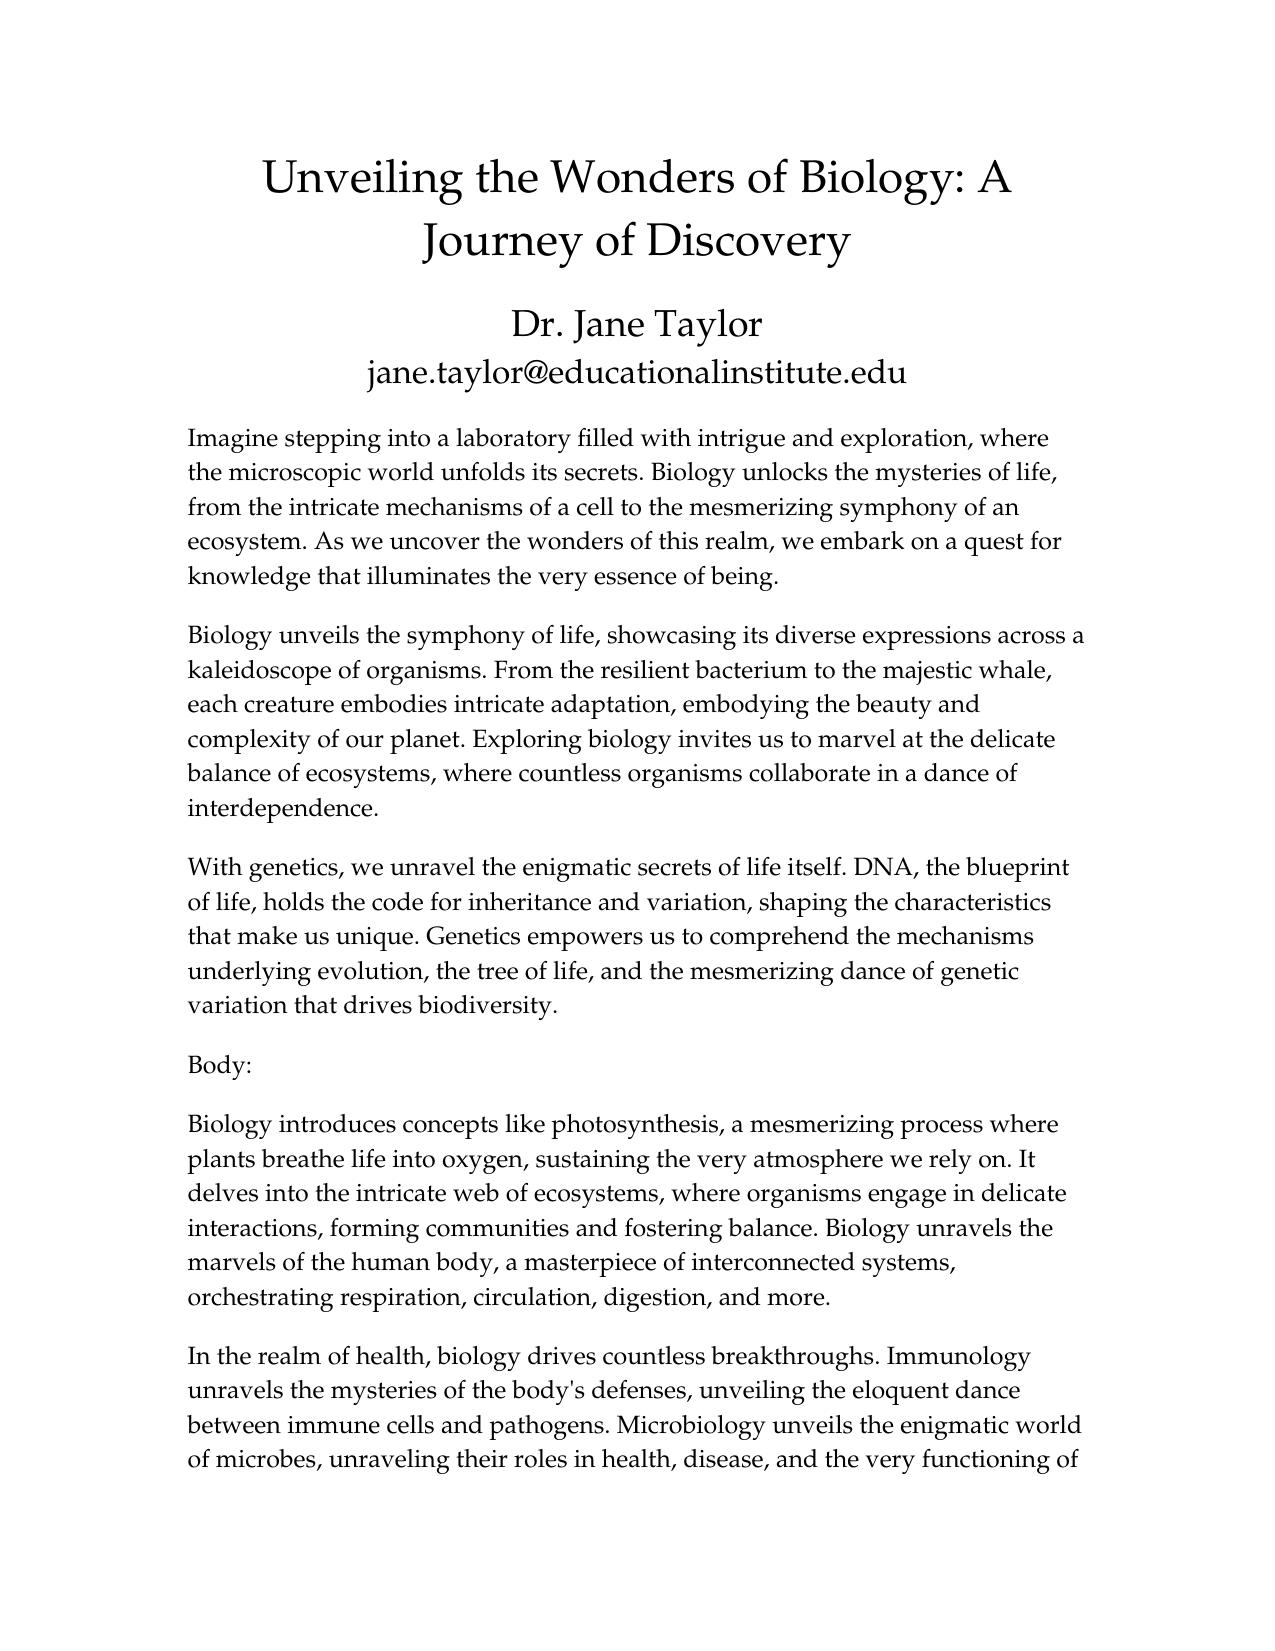 Unveiling the Wonders of Biology: A
Journey of Discovery
Dr. Jane Taylor
jane.taylor@educationalinstitute.edu
Imagine stepping into a laboratory filled with intrigue and exploration, where
the microscopic world unfolds its secrets. Biology unlocks the mysteries of life,
from the intricate mechanisms of a cell to the mesmerizing symphony of an
ecosystem. As we uncover the wonders of this realm, we embark on a quest for
knowledge that illuminates the very essence of being.
Biology unveils the symphony of life, showcasing its diverse expressions across a
kaleidoscope of organisms. From the resilient bacterium to the majestic whale,
each creature embodies intricate adaptation, embodying the beauty and
complexity of our planet. Exploring biology invites us to marvel at the delicate
balance of ecosystems, where countless organisms collaborate in a dance of
interdependence.
With genetics, we unravel the enigmatic secrets of life itself. DNA, the blueprint
of life, holds the code for inheritance and variation, shaping the characteristics
that make us unique. Genetics empowers us to comprehend the mechanisms
underlying evolution, the tree of life, and the mesmerizing dance of genetic
variation that drives biodiversity.
Body:
Biology introduces concepts like photosynthesis, a mesmerizing process where
plants breathe life into oxygen, sustaining the very atmosphere we rely on. It
delves into the intricate web of ecosystems, where organisms engage in delicate
interactions, forming communities and fostering balance. Biology unravels the
marvels of the human body, a masterpiece of interconnected systems,
orchestrating respiration, circulation, digestion, and more.
In the realm of health, biology drives countless breakthroughs. Immunology
unravels the mysteries of the body's defenses, unveiling the eloquent dance
between immune cells and pathogens. Microbiology unveils the enigmatic world
of microbes, unraveling their roles in health, disease, and the very functioning of